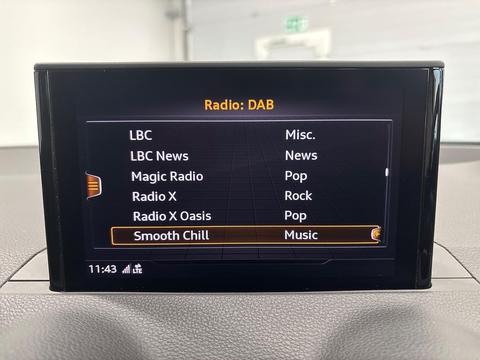 Radio: DAB
LBC Misc.
LBC News News
Magic Radio Pop
Radio X Rock
Radio X Oasis Pop
Smooth Chill Music
11:43 LTE